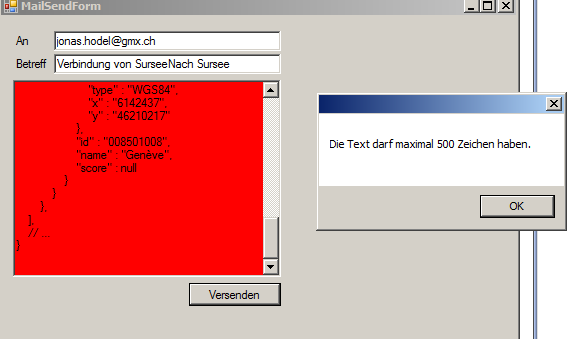 MailSendForm
An
jonas.hodel@gmx.ch
Betreff
Verbindung von SurseeNach Sursee
"type" : "WGS84",
"x" : "6142437",
"y" : "46210217"
},
"id" : "008501008",
"name" : "Genève",
"score" : null
}
}
},
],
// ...
}
Versenden
Die Text darf maximal 500 Zeichen haben.
OK